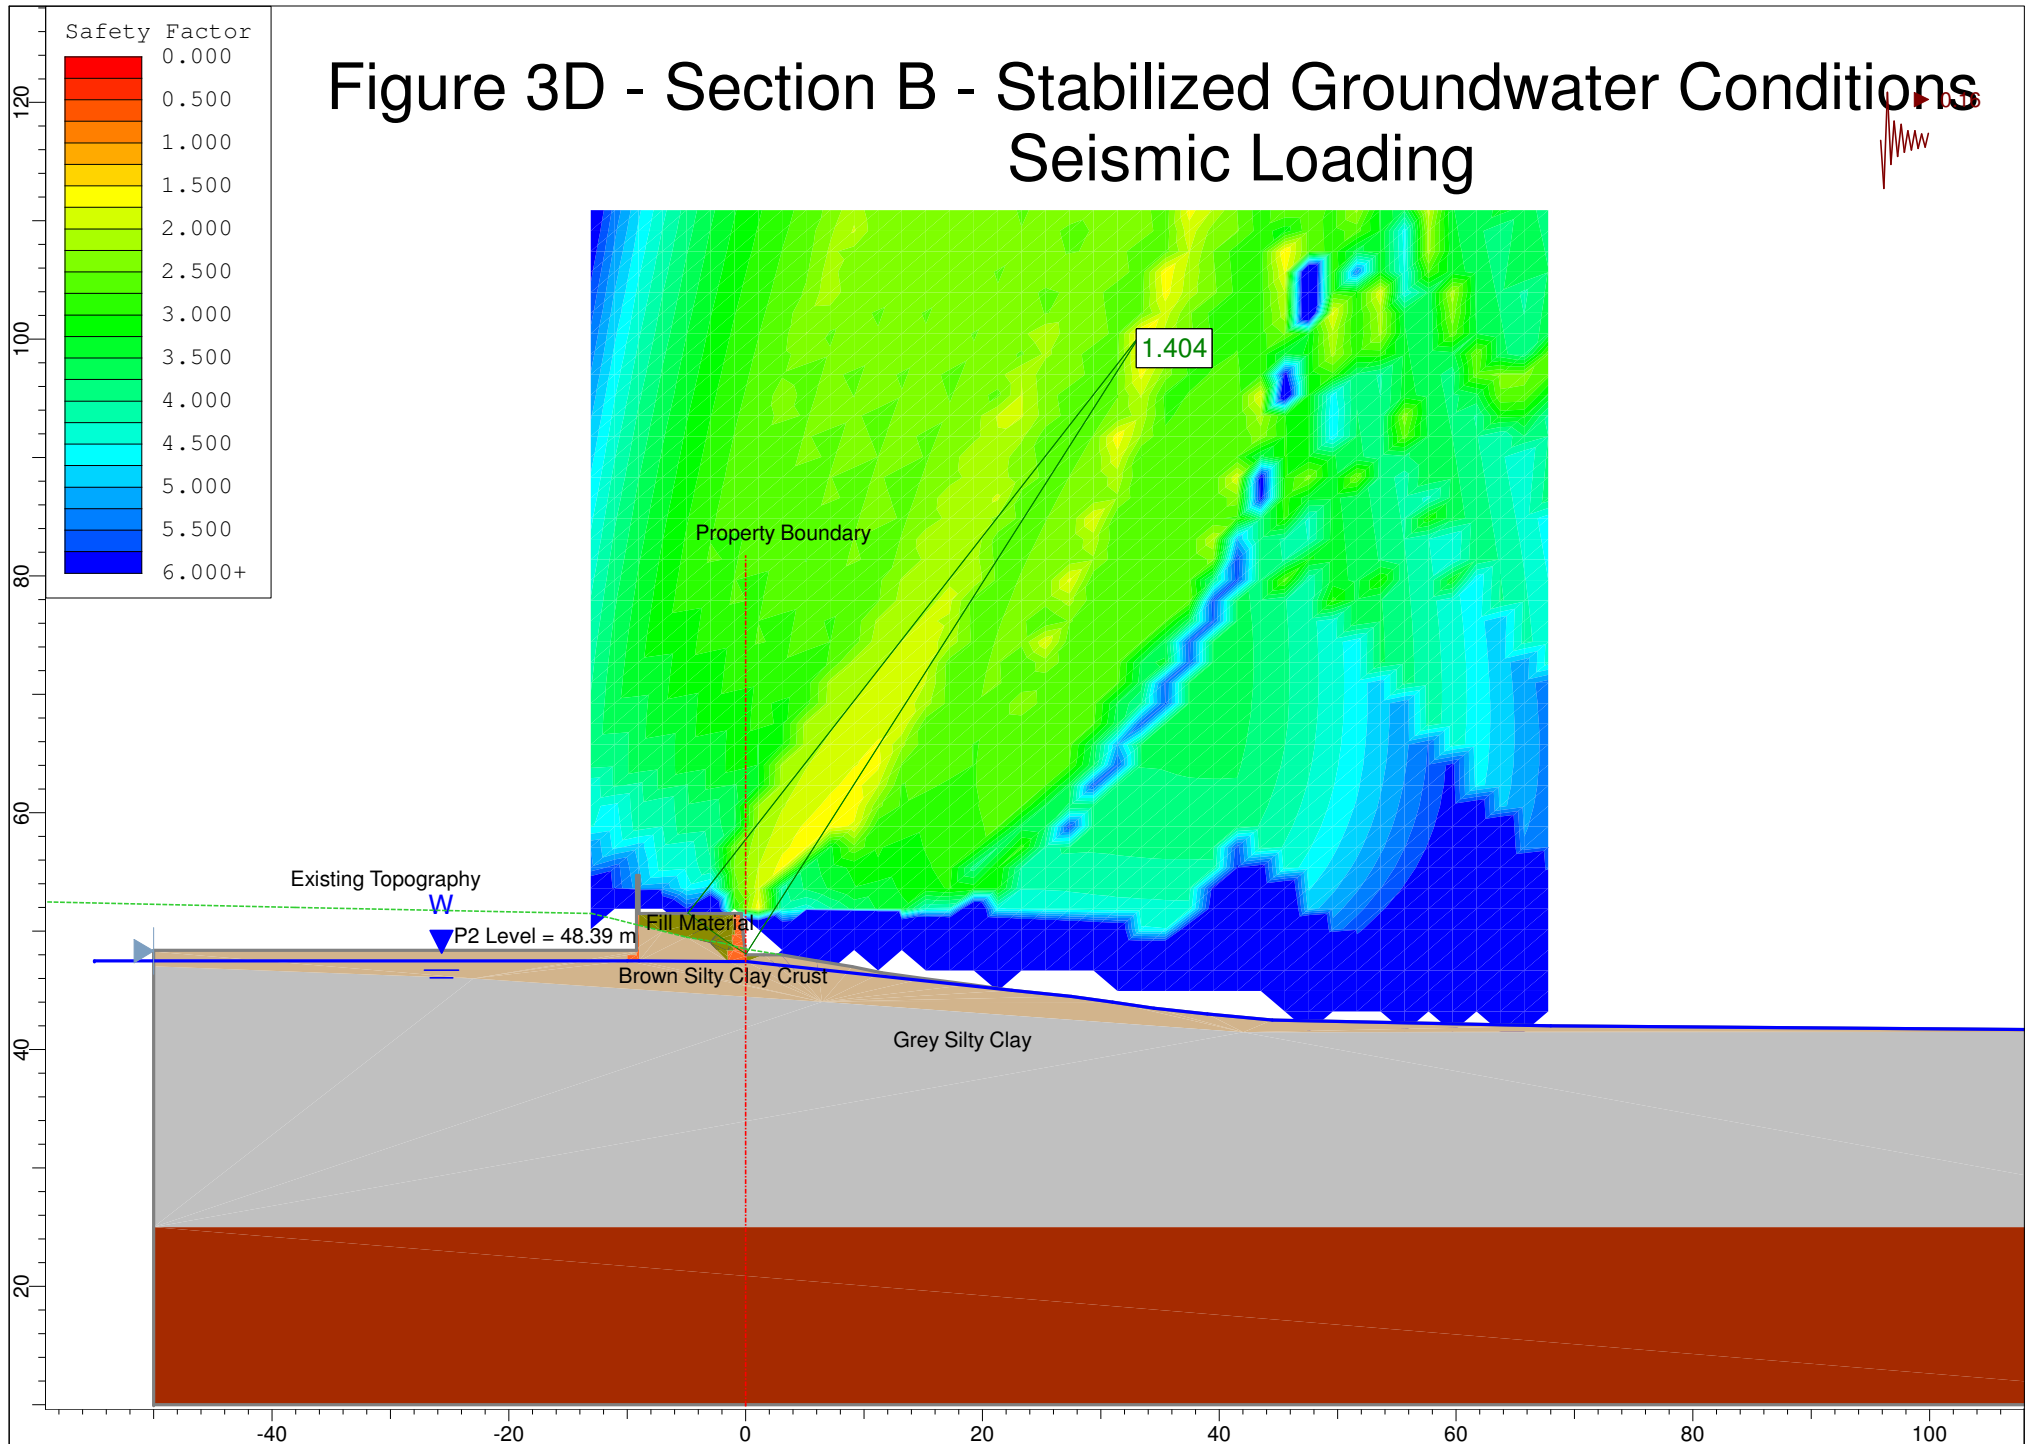 Safety Factor
0.000
0.500
1.000
1.500
2.000
2.500
3.000
3.500
4.000
4.500
5.000
5.500
6.000+
Figure 3D - Section B - Stabilized Groundwater Conditions
Seismic Loading
0.16
1.404
Property Boundary
Existing Topography
W
Fill Material
P2 Level = 48.39 m
Brown Silty Clay Crust
Grey Silty Clay
120
100
80
60
40
20
-40
-20
0
20
40
60
80
100